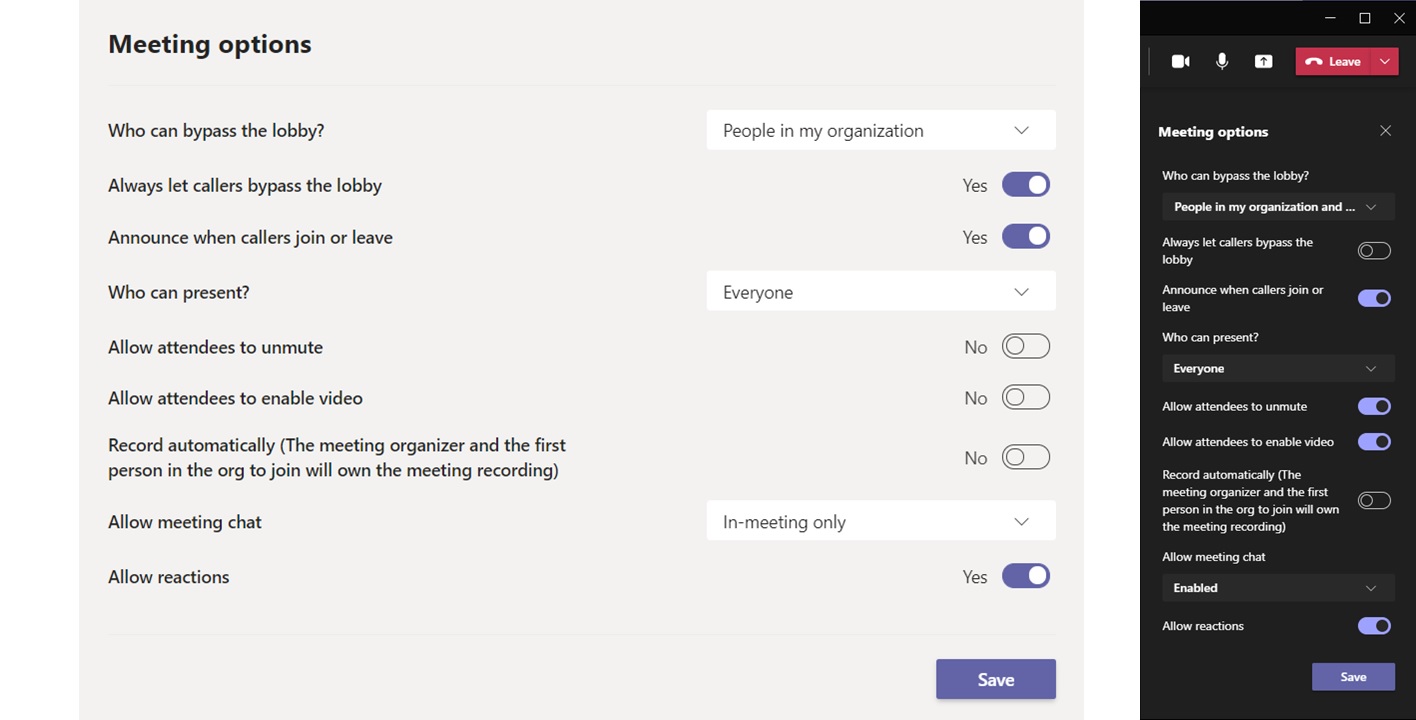 Meeting options
Who can bypass the lobby?
People in my organization
Always let callers bypass the lobby
Yes
Announce when callers join or leave
Yes
Who can present?
Everyone
Allow attendees to unmute
No
Allow attendees to enable video
No
Record automatically (The meeting organizer and the first
person in the org to join will own the meeting recording)
No
Allow meeting chat
In-meeting only
Allow reactions
Yes
Save
Leave
Meeting options
Who can bypass the lobby?
People in my organization and ...
Always let callers bypass the
lobby
Announce when callers join or
leave
Who can present?
Everyone
Allow attendees to unmute
Allow attendees to enable video
Record automatically (The
meeting organizer and the first
person in the org to join will own
the meeting recording)
Allow meeting chat
Enabled
Allow reactions
Save